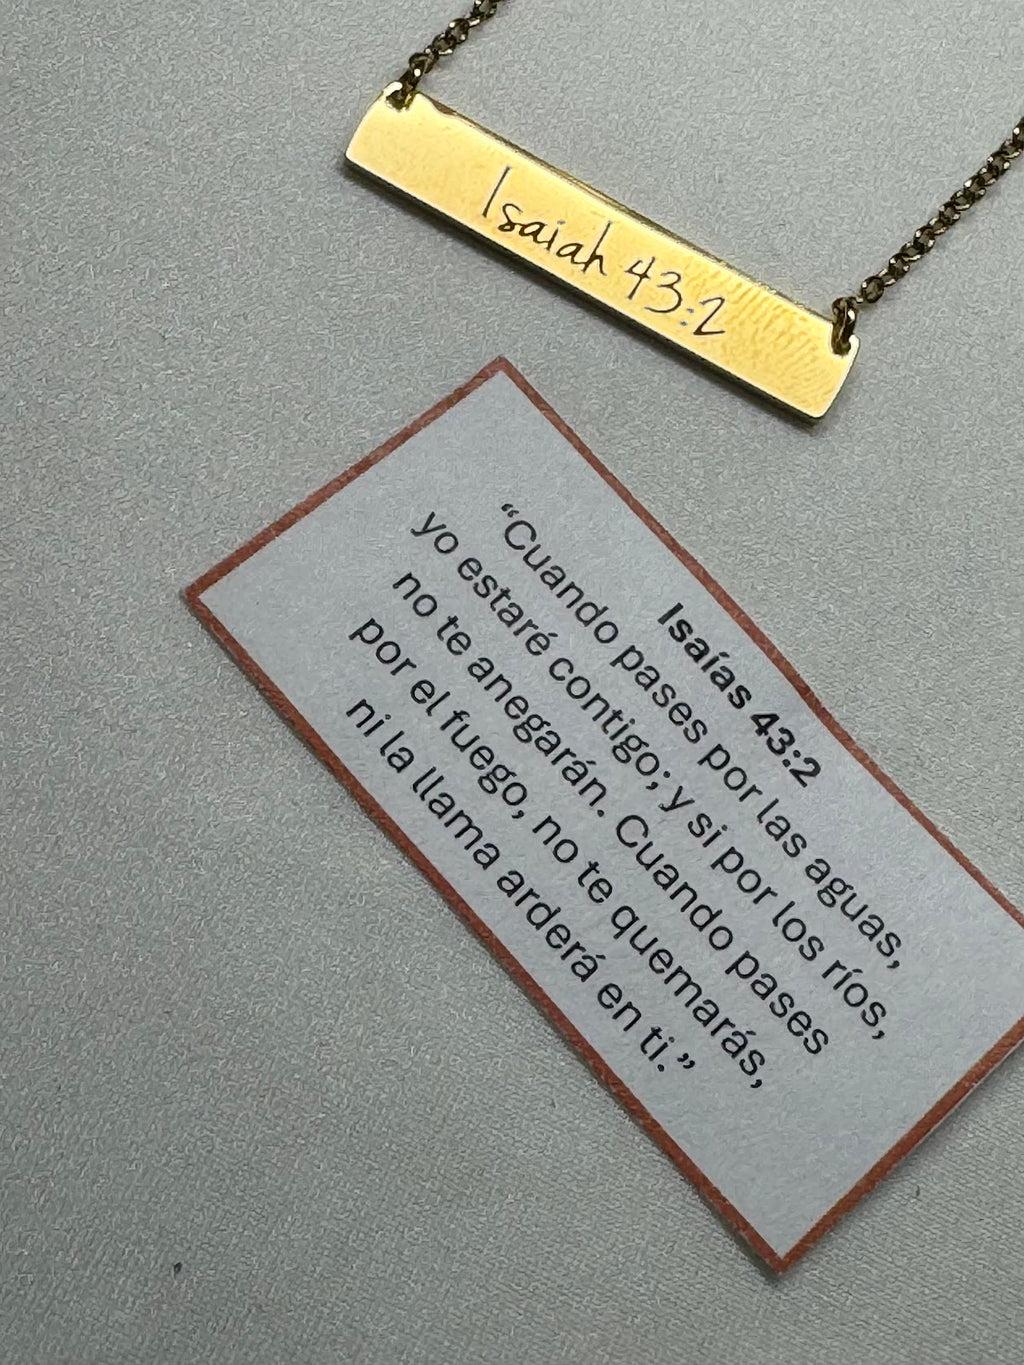 Isaiah 43:2
Isaías 43:2
“Cuando pases por las aguas,
yo estaré contigo; y si por los ríos,
no te anegarán. Cuando pases
por el fuego, no te quemarás,
ni la llama arderá en ti.”